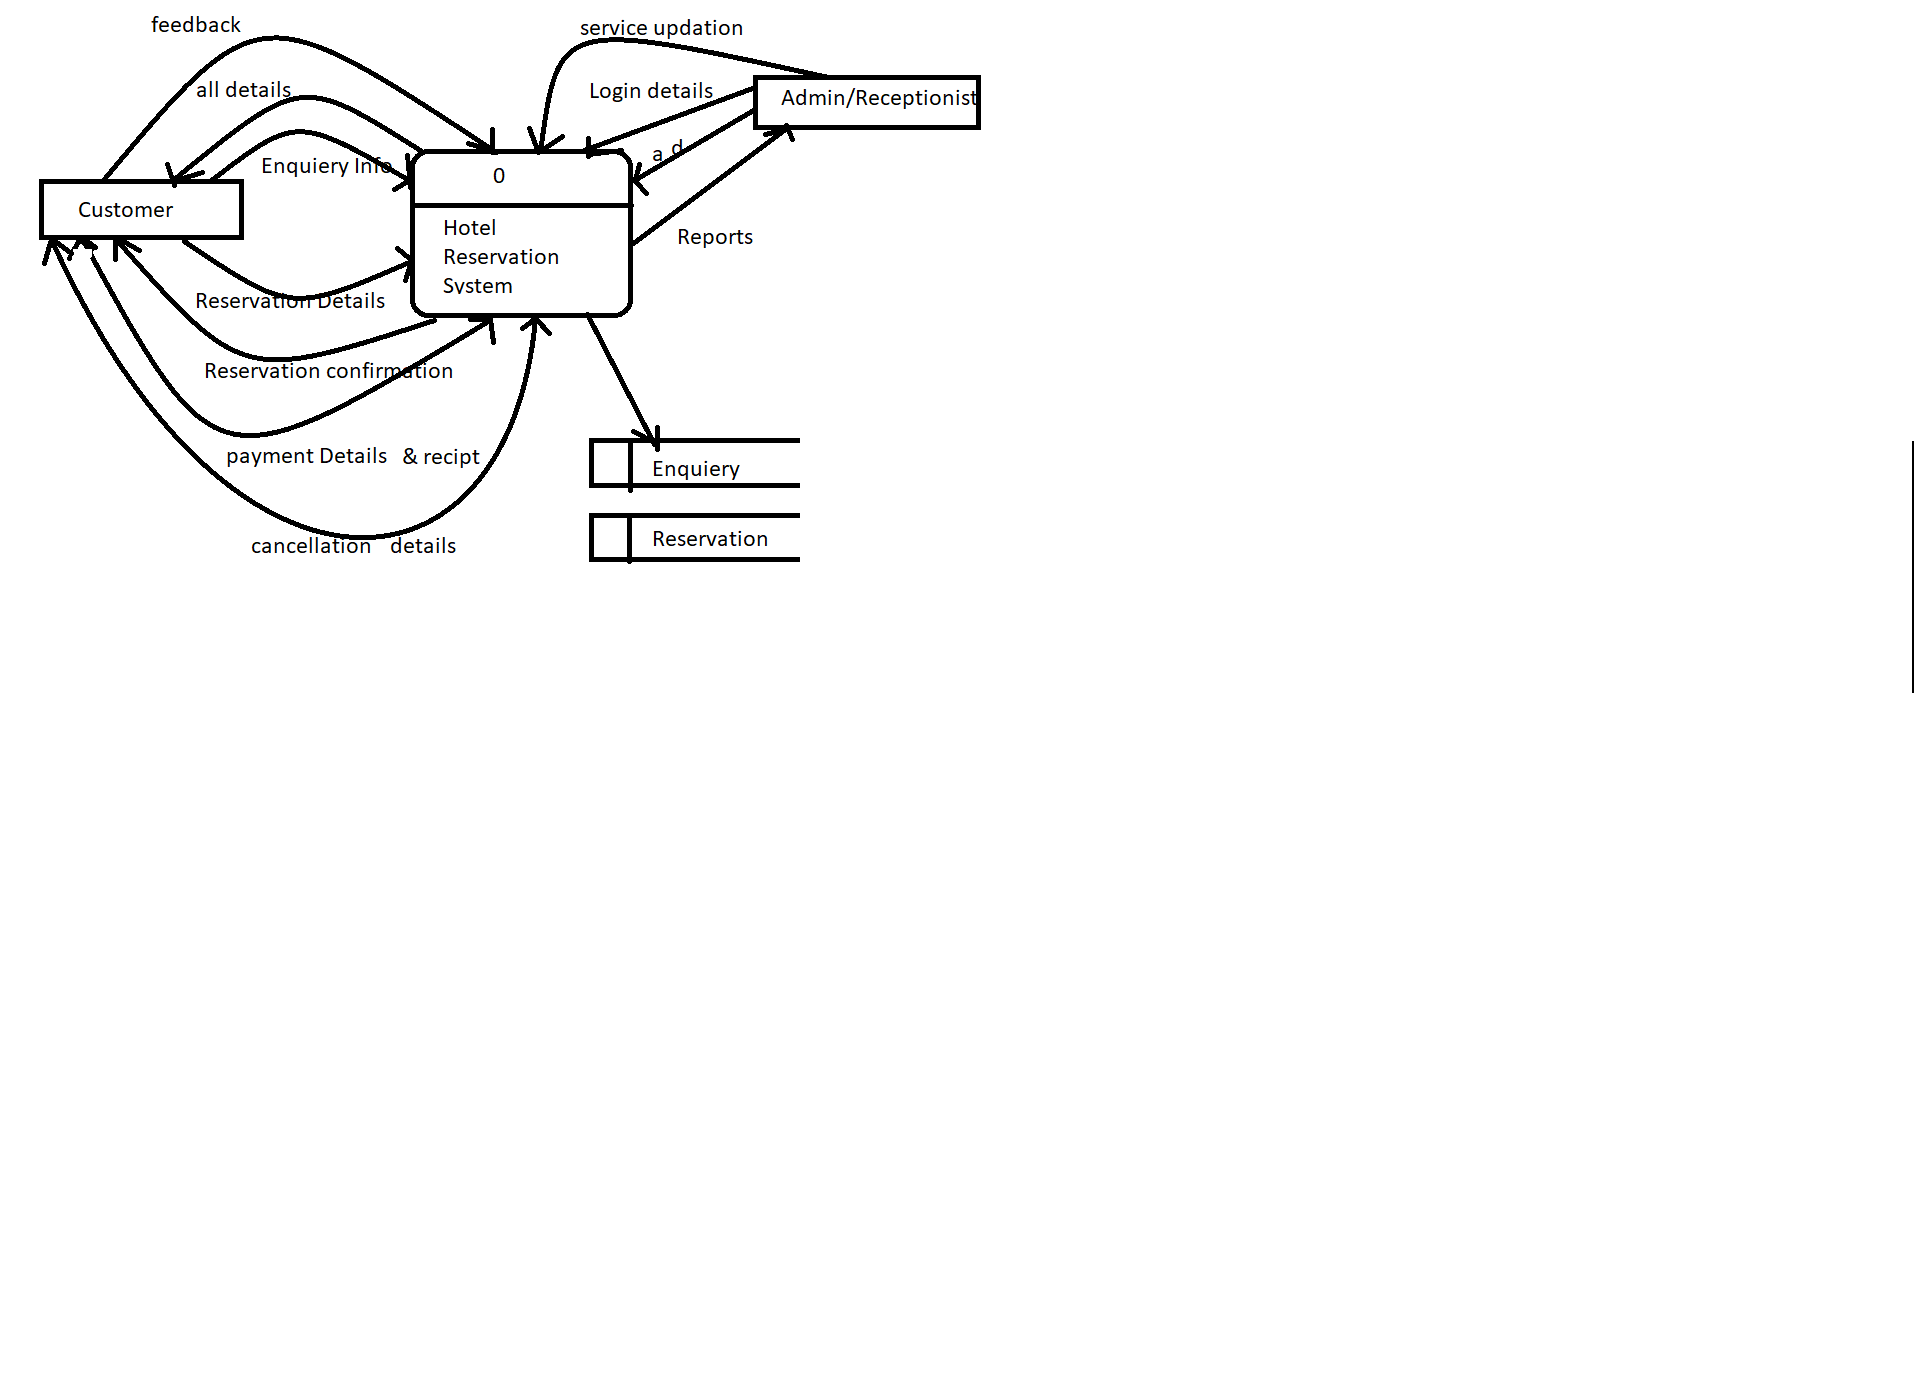 feedback
service updation
all details
Login details
Admin/Receptionist
a d
Enquiery Info
0
Customer
Hotel
Reservation
System
Reports
Reservation Details
Reservation confirmation
payment Details & recipt
Enquiery
Reservation
cancellation details